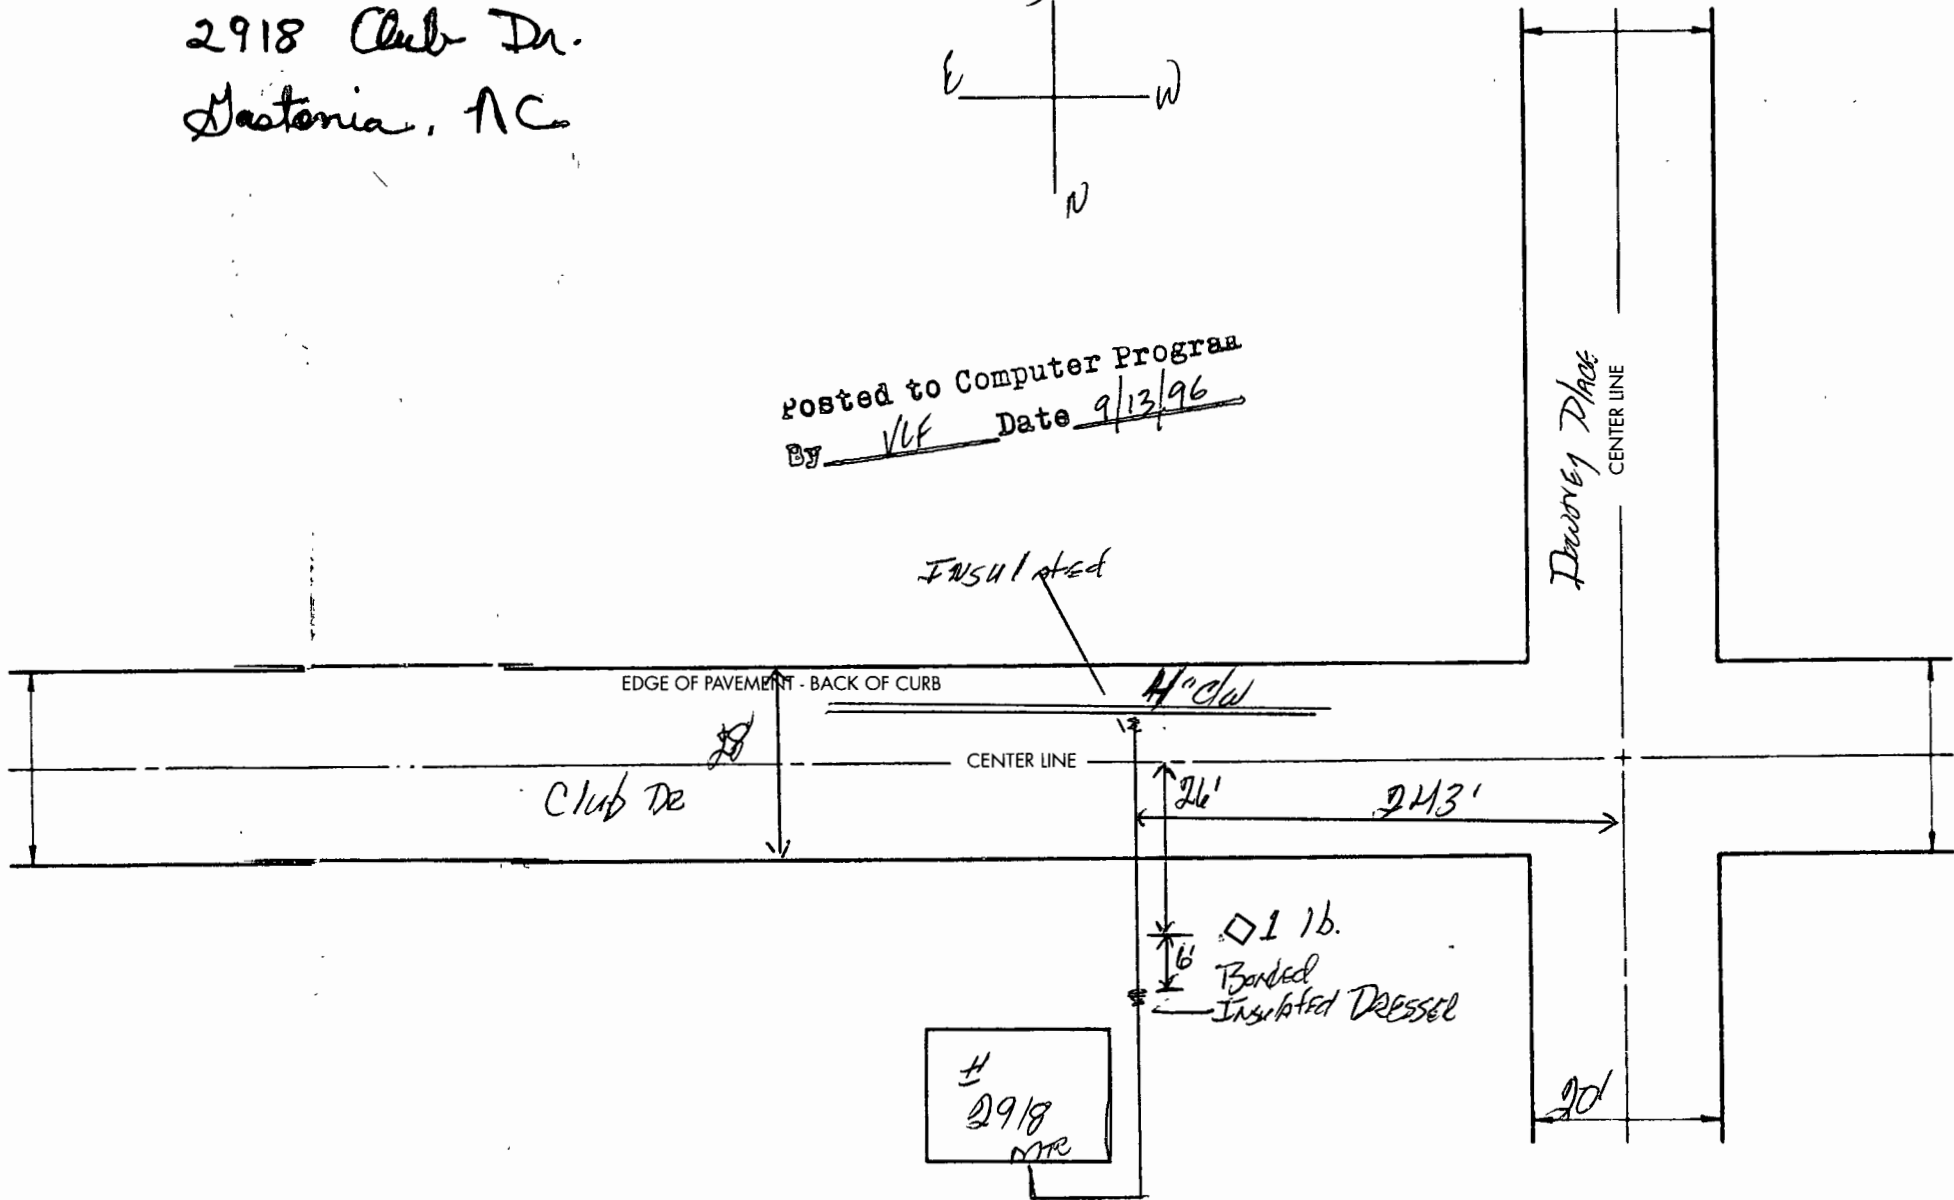 2918 Club Dr.
Gastonia, NC
E W
N
Posted to Computer Program
By VLF Date 9/13/96
CENTER LINE
Place
Insulated
EDGE OF PAVEMENT - BACK OF CURB
4" C/W
28'
CENTER LINE
Club Dr
26'
243'
1 lb.
6'
Bonded
Insulated Dresser
#
2918
MTR
20'